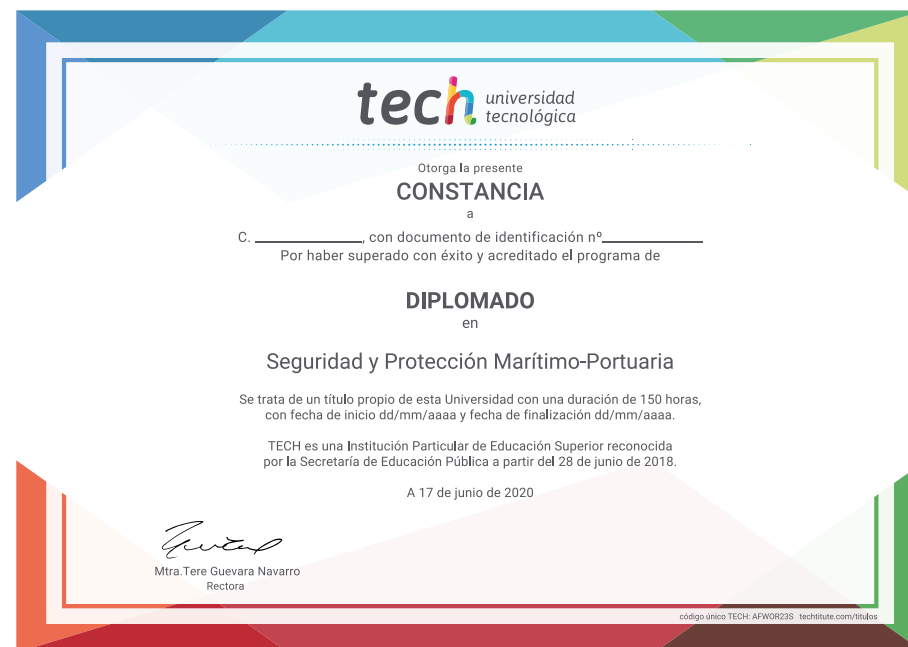 tech universidad
tecnológica
Otorga la presente
CONSTANCIA
a
C. ______________, con documento de identificación nº_____________
Por haber superado con éxito y acreditado el programa de
DIPLOMADO
en
Seguridad y Protección Marítimo-Portuaria
Se trata de un título propio de esta Universidad con una duración de 150 horas,
con fecha de inicio dd/mm/aaaa y fecha de finalización dd/mm/aaaa.
TECH es una Institución Particular de Educación Superior reconocida
por la Secretaría de Educación Pública a partir del 28 de junio de 2018.
A 17 de junio de 2020
Mtra.Tere Guevara Navarro
Rectora
código único TECH: AFWOR23S techtitute.com/titulos